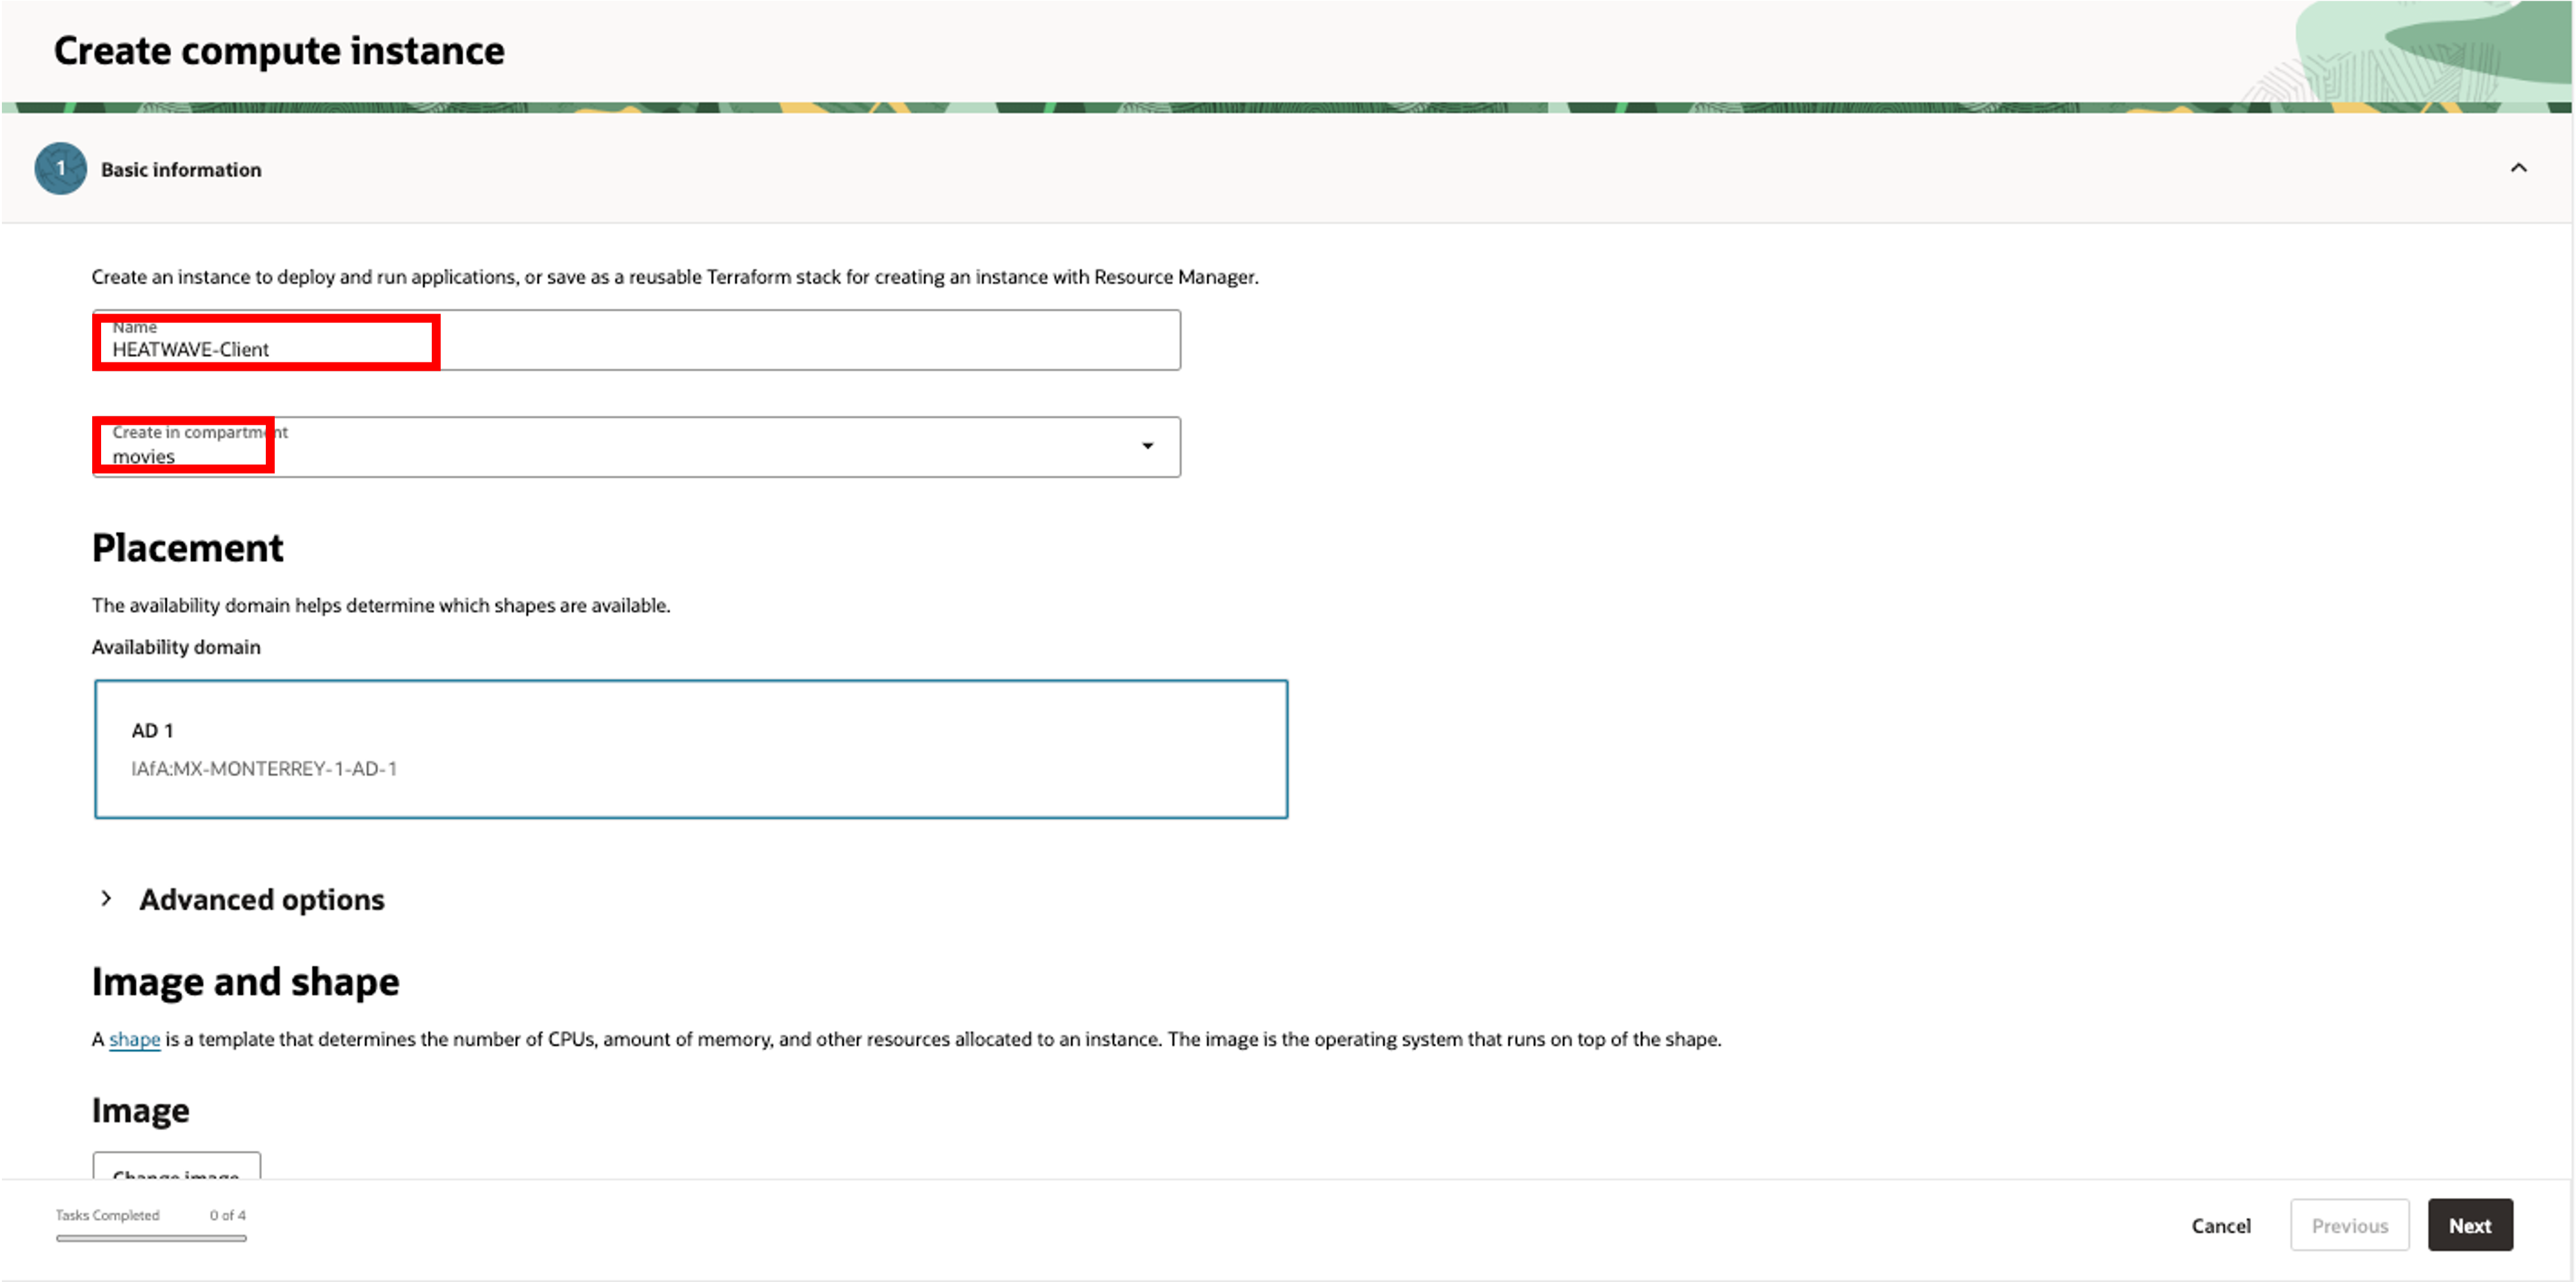 Create compute instance
1 Basic information
Create an instance to deploy and run applications, or save as a reusable Terraform stack for creating an instance with Resource Manager.
Name
HEATWAVE-Client
Create in compartment
movies
Placement
The availability domain helps determine which shapes are available.
Availability domain
AD 1
IAfA:MX-MONTERREY-1-AD-1
Advanced options
Image and shape
A shape is a template that determines the number of CPUs, amount of memory, and other resources allocated to an instance. The image is the operating system that runs on top of the shape.
Image
Change image
Tasks Completed 0 of 4
Cancel Previous Next